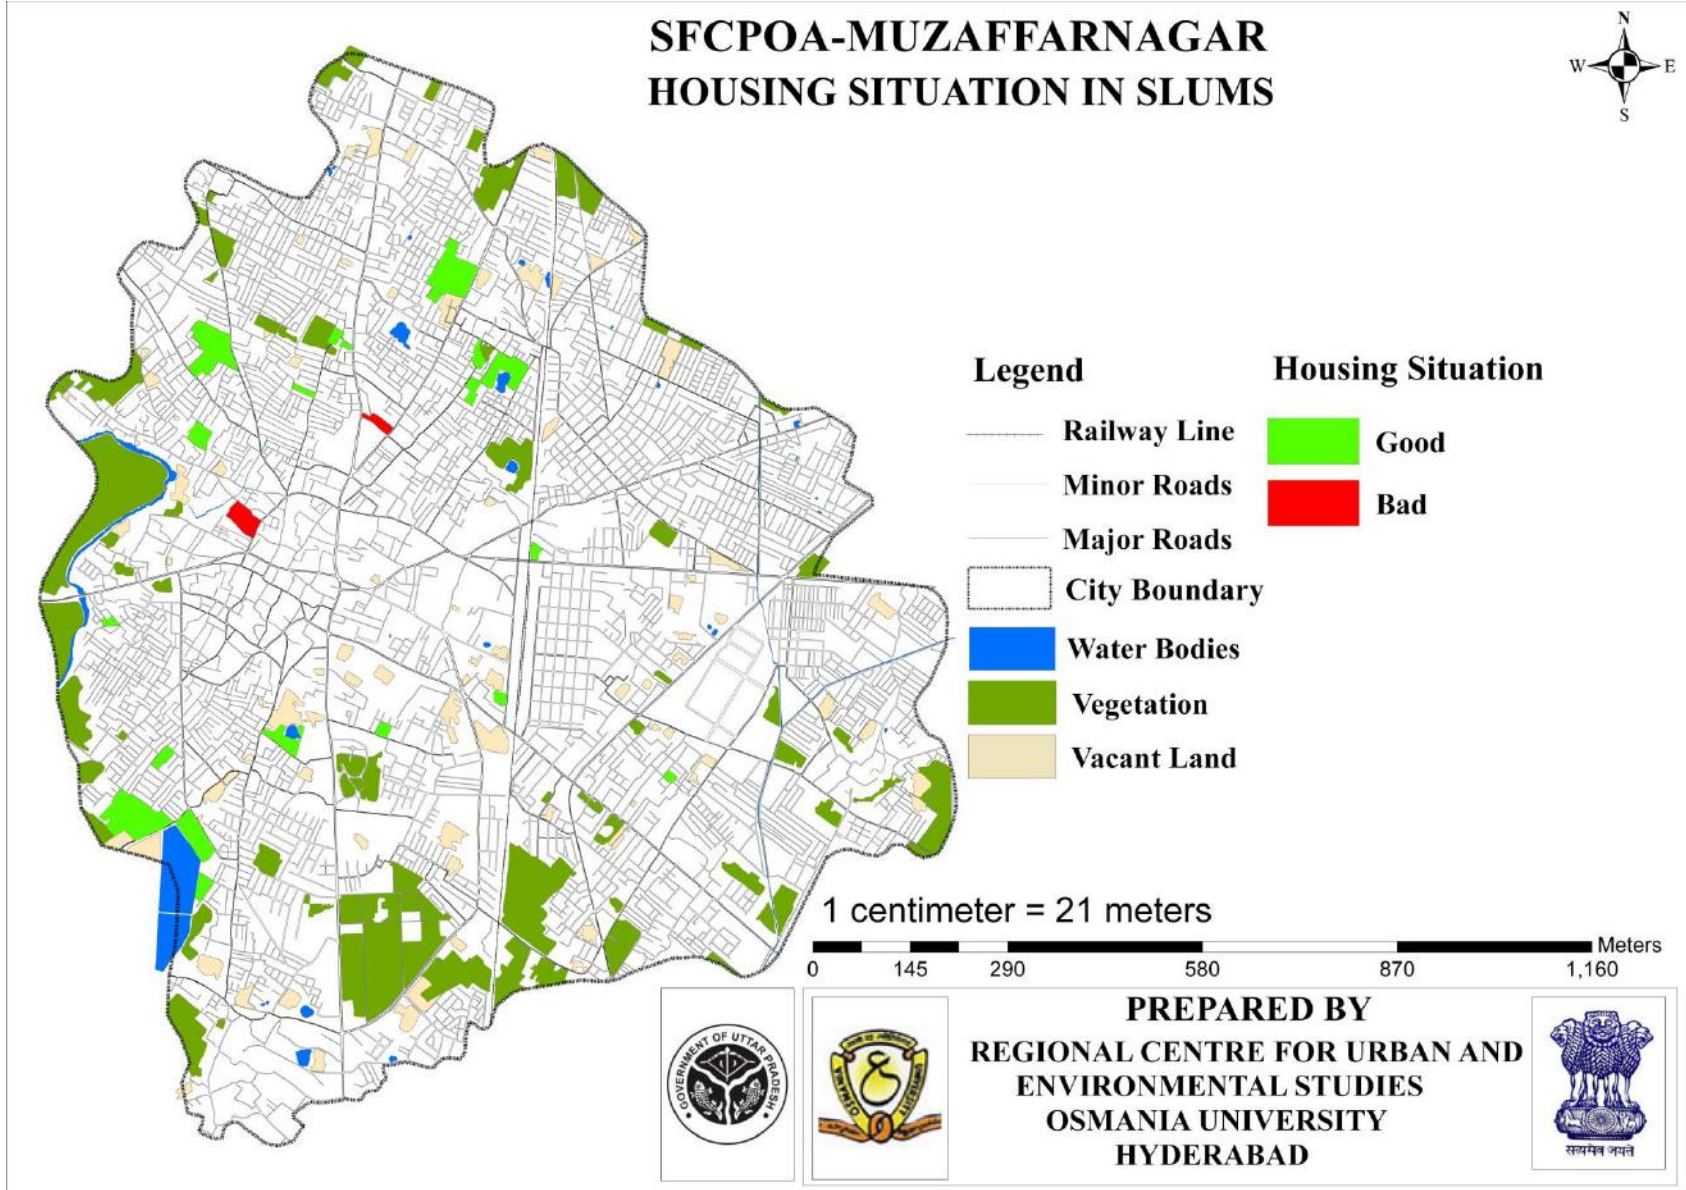 SFCPOA-MUZAFFARNAGAR
HOUSING SITUATION IN SLUMS
N
W E
S
Legend
Housing Situation
Railway Line
Minor Roads
Major Roads
City Boundary
Water Bodies
Vegetation
Vacant Land
Good
Bad
1 centimeter = 21 meters
Meters
0 145 290 580 870 1,160
GOVERNMENT OF UTTAR PRADESH
OSMANIA UNIVERSITY
PREPARED BY
REGIONAL CENTRE FOR URBAN AND
ENVIRONMENTAL STUDIES
OSMANIA UNIVERSITY
HYDERABAD
सत्यमेव जयते